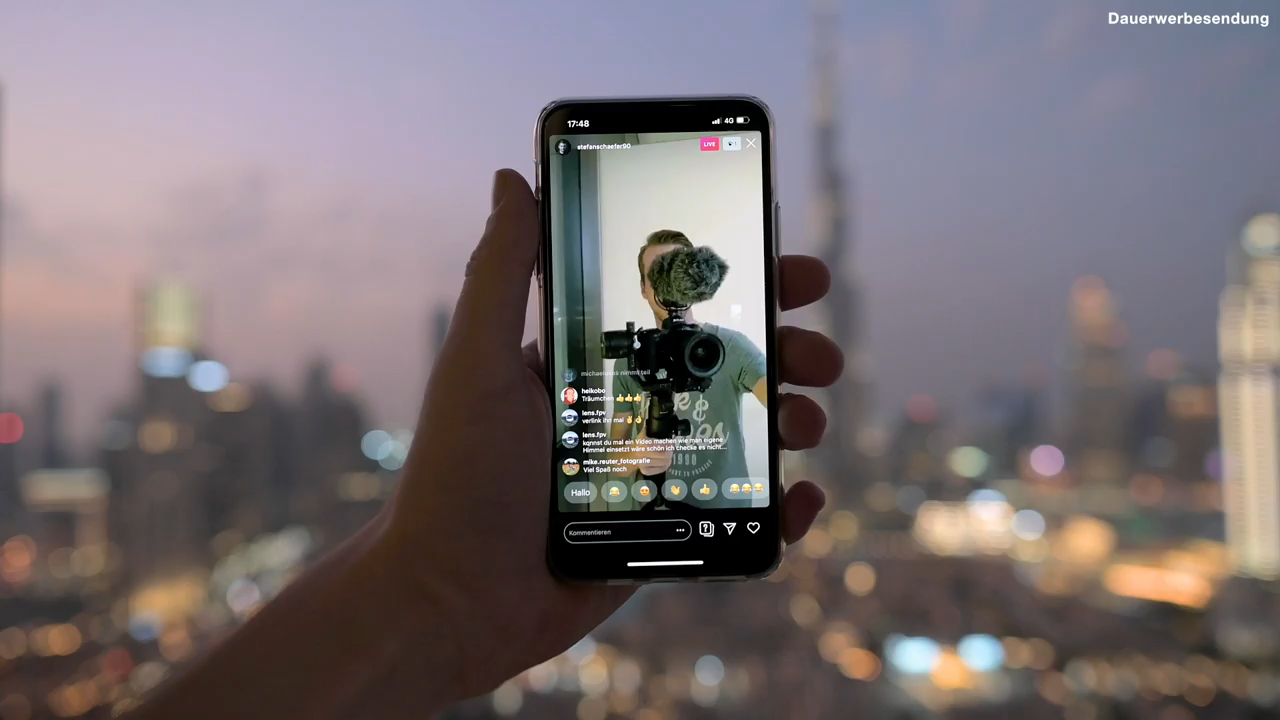 Dauerwerbesendung
17:48
4G
stefanschaefer90
LIVE
nimmt teil
heikobo
Träumchen 👍👍👍
lens.fpv
verlink ihn mal ✌️👌
lens.fpv
kqnnst du mal ein Video machen wie man eigene
Himmel einsetzt wäre schön ich checke es nicht...
mike.reuter_fotografie
Viel Spaß noch
Hallo 😂 😍 👏 👍 😂😂😂
Kommentieren
1980